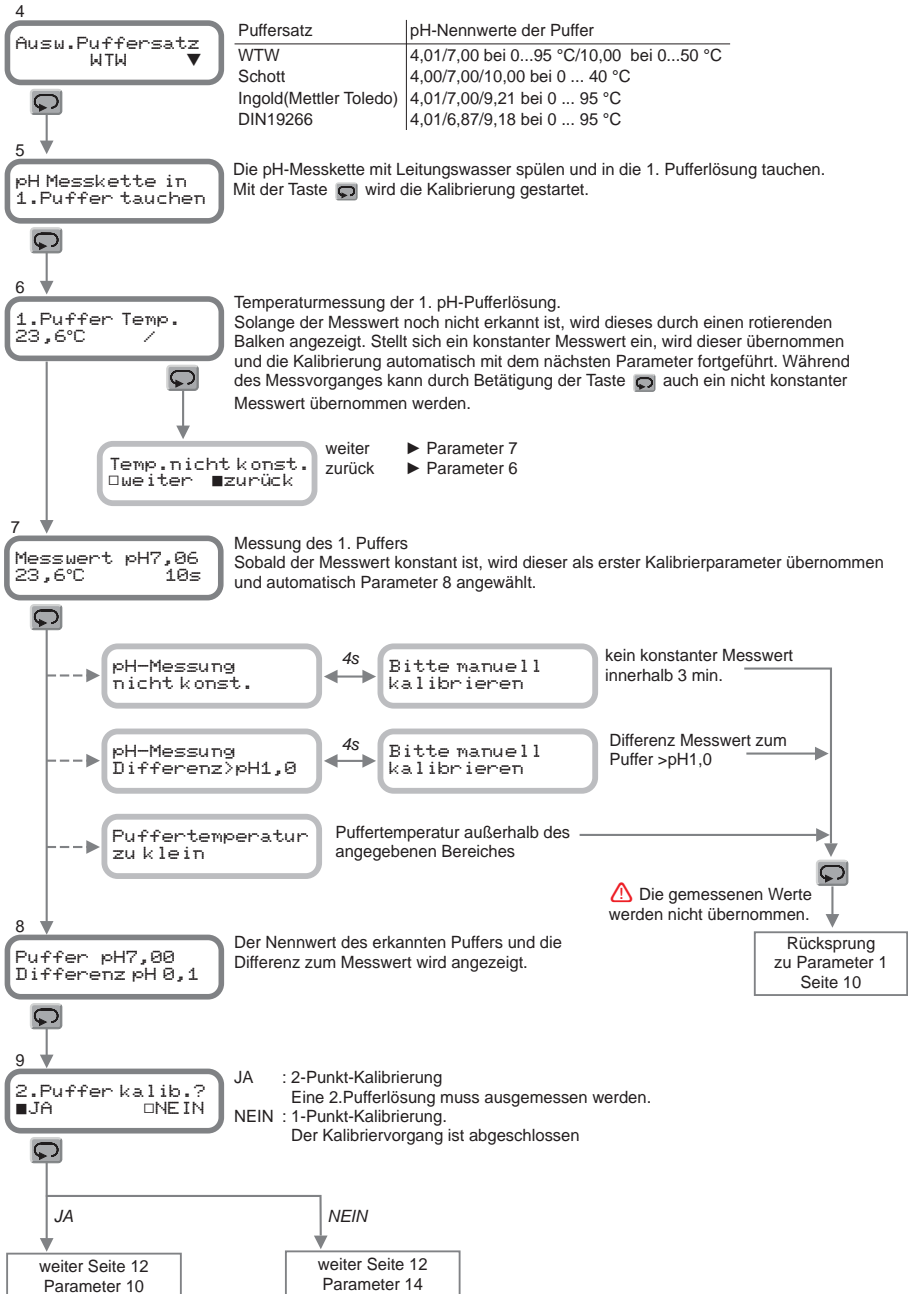 4
Ausw.Puffersatz
WTW ▼
Puffersatz pH-Nennwerte der Puffer
WTW 4,01/7,00 bei 0...95 °C/10,00 bei 0...50 °C
Schott 4,00/7,00/10,00 bei 0 ... 40 °C
Ingold(Mettler Toledo) 4,01/7,00/9,21 bei 0 ... 95 °C
DIN19266 4,01/6,87/9,18 bei 0 ... 95 °C
5
pH Messkette in
1.Puffer tauchen
Die pH-Messkette mit Leitungswasser spülen und in die 1. Pufferlösung tauchen.
Mit der Taste wird die Kalibrierung gestartet.
6
1.Puffer Temp.
23,6°C /
Temperaturmessung der 1. pH-Pufferlösung.
Solange der Messwert noch nicht erkannt ist, wird dieses durch einen rotierenden
Balken angezeigt. Stellt sich ein konstanter Messwert ein, wird dieser übernommen
und die Kalibrierung automatisch mit dem nächsten Parameter fortgeführt. Während
des Messvorganges kann durch Betätigung der Taste auch ein nicht konstanter
Messwert übernommen werden.
Temp.nicht konst.
□weiter ■zurück
weiter ► Parameter 7
zurück ► Parameter 6
7
Messwert pH7,06
23,6°C 10s
Messung des 1. Puffers
Sobald der Messwert konstant ist, wird dieser als erster Kalibrierparameter übernommen
und automatisch Parameter 8 angewählt.
pH-Messung
nicht konst.
4s
Bitte manuell
kalibrieren
kein konstanter Messwert
innerhalb 3 min.
pH-Messung
Differenz>pH1,0
4s
Bitte manuell
kalibrieren
Differenz Messwert zum
Puffer >pH1,0
Puffertemperatur
zu klein
Puffertemperatur außerhalb des
angegebenen Bereiches
⚠ Die gemessenen Werte
werden nicht übernommen.
Rücksprung
zu Parameter 1
Seite 10
8
Puffer pH7,00
Differenz pH 0,1
Der Nennwert des erkannten Puffers und die
Differenz zum Messwert wird angezeigt.
9
2.Puffer kalib.?
■JA □NEIN
JA : 2-Punkt-Kalibrierung
Eine 2.Pufferlösung muss ausgemessen werden.
NEIN : 1-Punkt-Kalibrierung.
Der Kalibriervorgang ist abgeschlossen
JA
NEIN
weiter Seite 12
Parameter 10
weiter Seite 12
Parameter 14